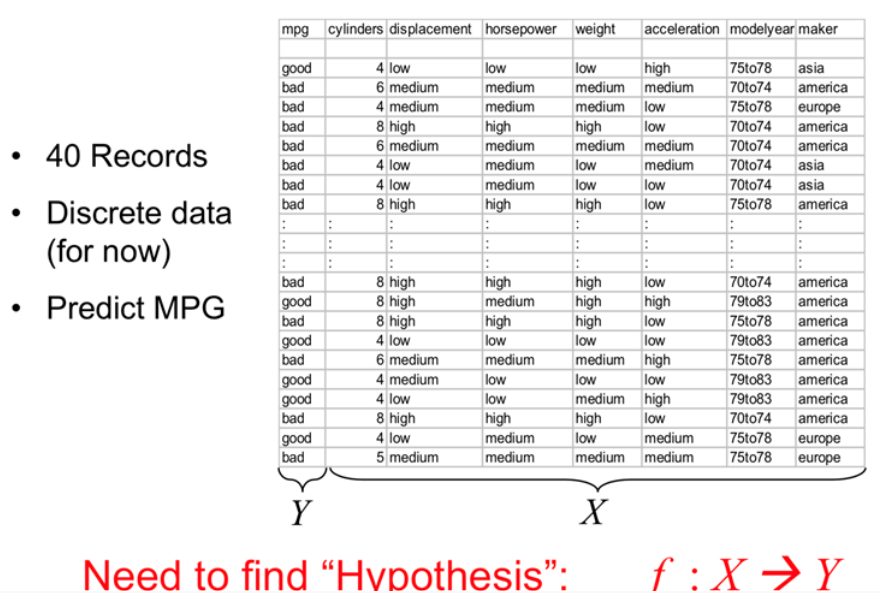 mpg cylinders displacement horsepower weight acceleration modelyear maker
good 4 low low low high 75to78 asia
bad 6 medium medium medium medium 70to74 america
bad 4 medium medium medium low 75to78 europe
bad 8 high high high low 70to74 america
bad 6 medium medium medium medium 70to74 america
bad 4 low medium low medium 70to74 asia
bad 4 low medium low low 70to74 asia
bad 8 high high high low 75to78 america
: : : : : : : :
: : : : : : : :
: : : : : : : :
bad 8 high high high low 70to74 america
good 8 high medium high high 79to83 america
bad 8 high high high low 75to78 america
good 4 low low low low 79to83 america
bad 6 medium medium medium high 75to78 america
good 4 medium low low low 79to83 america
good 4 low low medium high 79to83 america
bad 8 high high high low 70to74 america
good 4 low medium low medium 75to78 europe
bad 5 medium medium medium medium 75to78 europe
• 40 Records
• Discrete data
(for now)
• Predict MPG
Y X
Need to find “Hypothesis”: f : X → Y